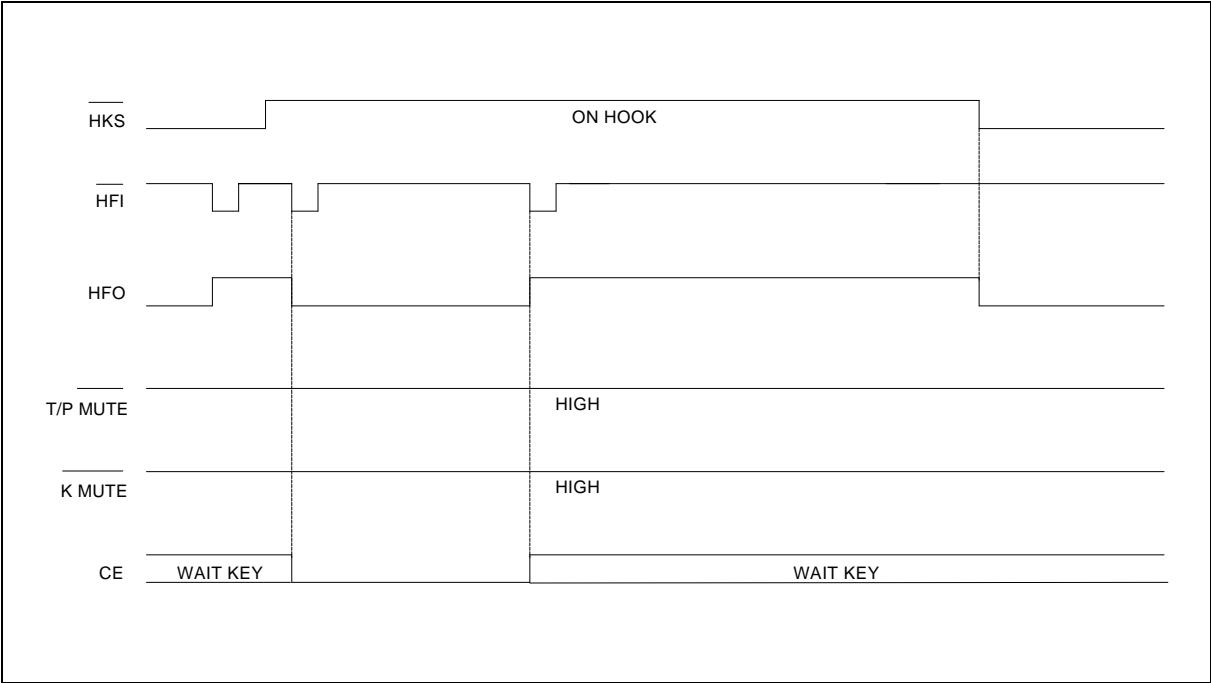 HKS
ON HOOK
HFI
HFO
T/P MUTE
HIGH
K MUTE
HIGH
CE
WAIT KEY
WAIT KEY